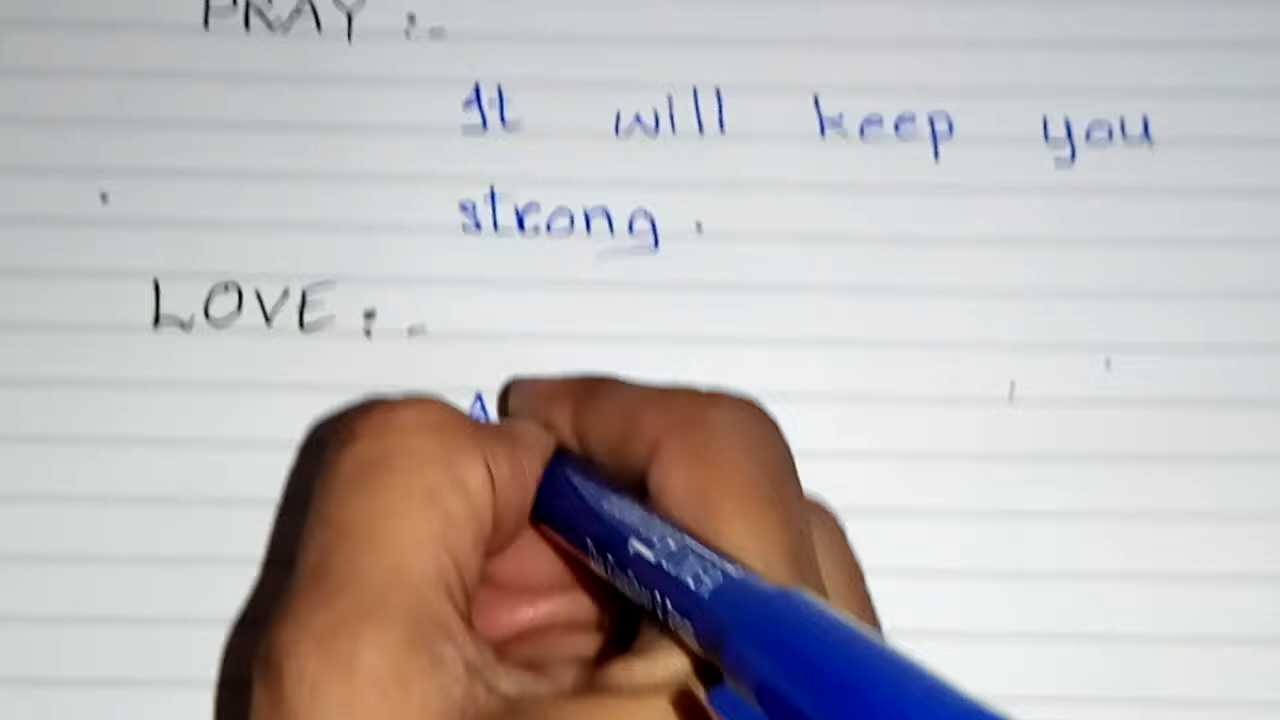 PRAY :-
It will keep you
strong.
LOVE :-
A